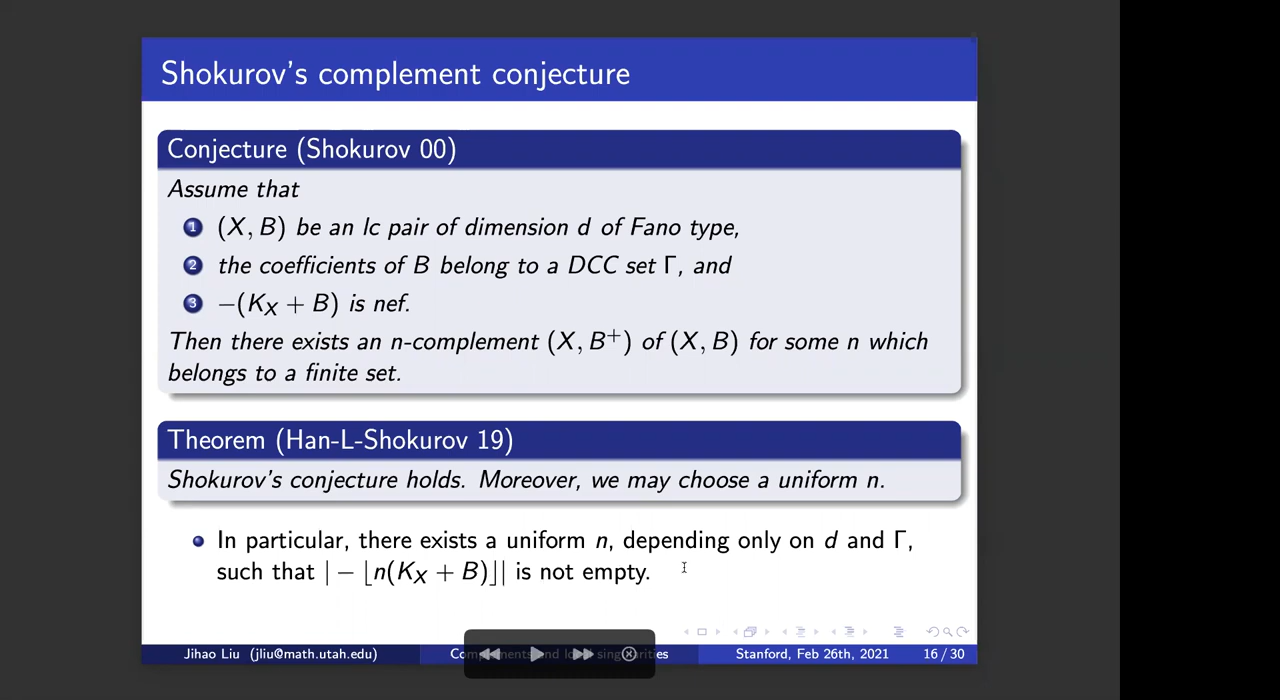 Shokurov's complement conjecture
Conjecture (Shokurov 00)
Assume that
1 (X, B) be an lc pair of dimension d of Fano type,
2 the coefficients of B belong to a DCC set Γ, and
3 −(K_X + B) is nef.
Then there exists an n-complement (X, B⁺) of (X, B) for some n which
belongs to a finite set.
Theorem (Han-L-Shokurov 19)
Shokurov's conjecture holds. Moreover, we may choose a uniform n.
In particular, there exists a uniform n, depending only on d and Γ,
such that | − ⌊n(K_X + B)⌋| is not empty.
Jihao Liu (jliu@math.utah.edu) Complements and local singularities Stanford, Feb 26th, 2021 16 / 30